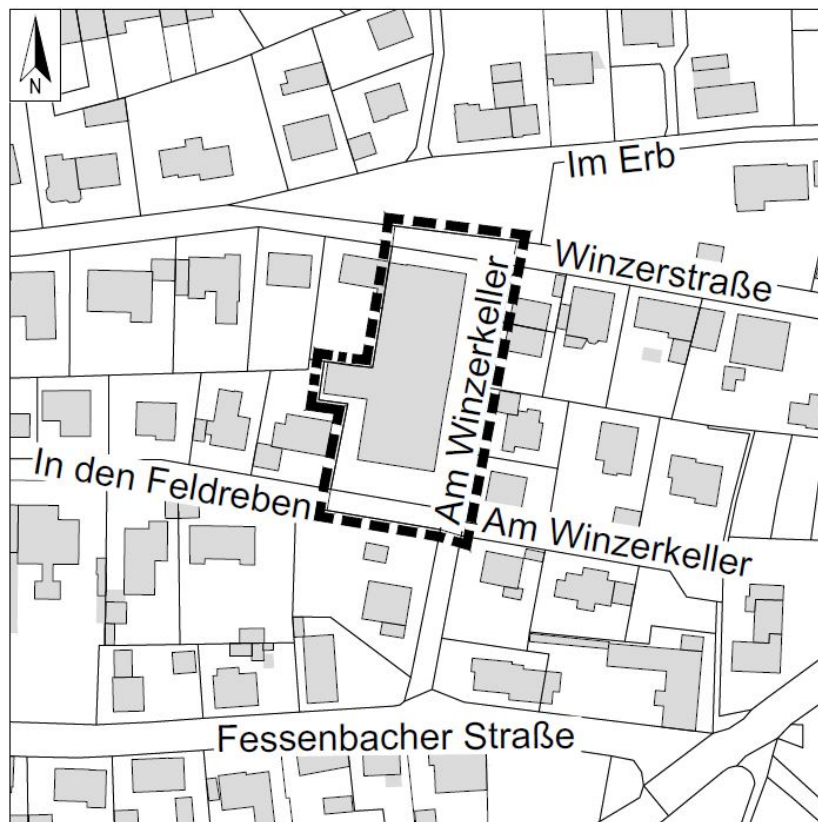 N
Im Erb
Winzerstraße
Am Winzerkeller
In den Feldreben
Am Winzerkeller
Fessenbacher Straße